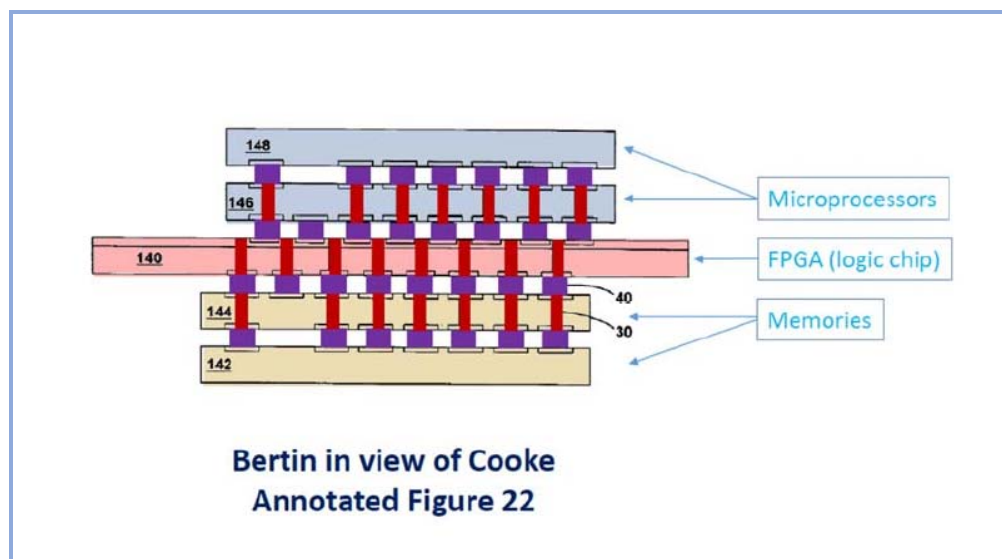 148
146
Microprocessors
140
FPGA (logic chip)
40
144
30
Memories
142
Bertin in view of Cooke
Annotated Figure 22